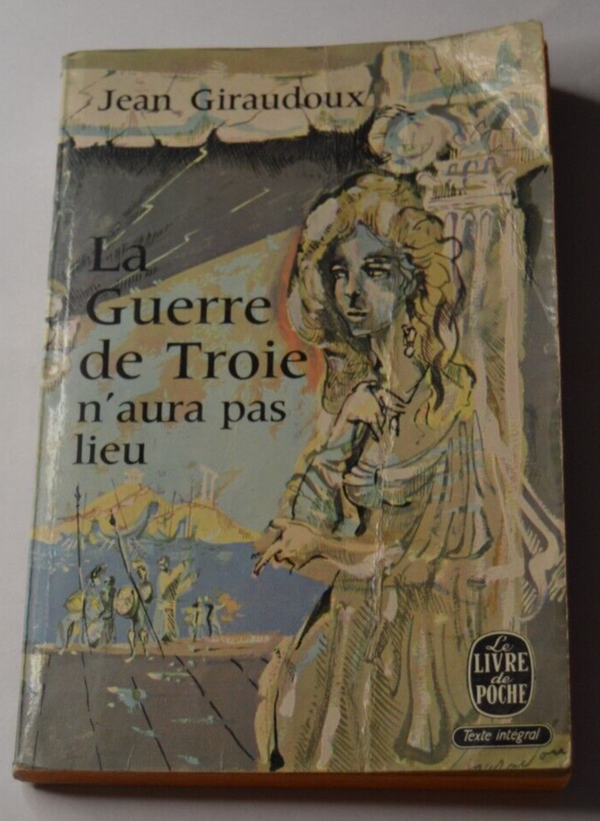 Jean Giraudoux
La
Guerre
de Troie
n'aura pas
lieu
Le
LIVRE
de
POCHE
Texte intégral